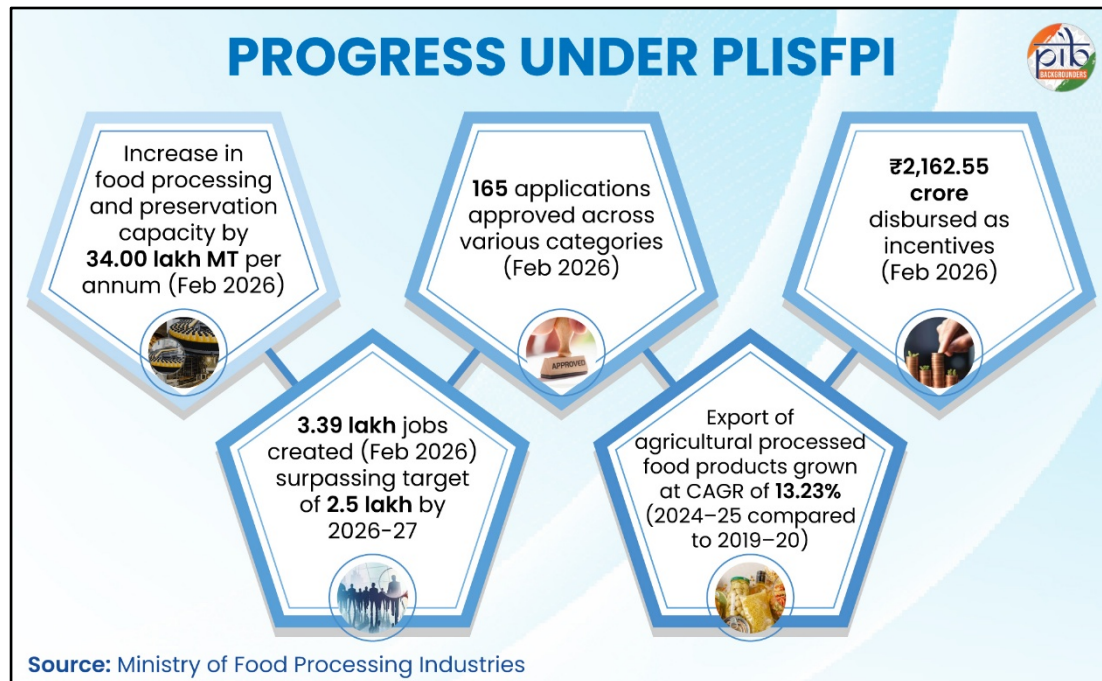 PROGRESS UNDER PLISFPI
pib
BACKGROUNDERS
Increase in
food processing
and preservation
capacity by
34.00 lakh MT per
annum (Feb 2026)
165 applications
approved across
various categories
(Feb 2026)
APPROVED
₹2,162.55
crore
disbursed as
incentives
(Feb 2026)
3.39 lakh jobs
created (Feb 2026)
surpassing target
of 2.5 lakh by
2026-27
Export of
agricultural processed
food products grown
at CAGR of 13.23%
(2024–25 compared
to 2019–20)
Source: Ministry of Food Processing Industries